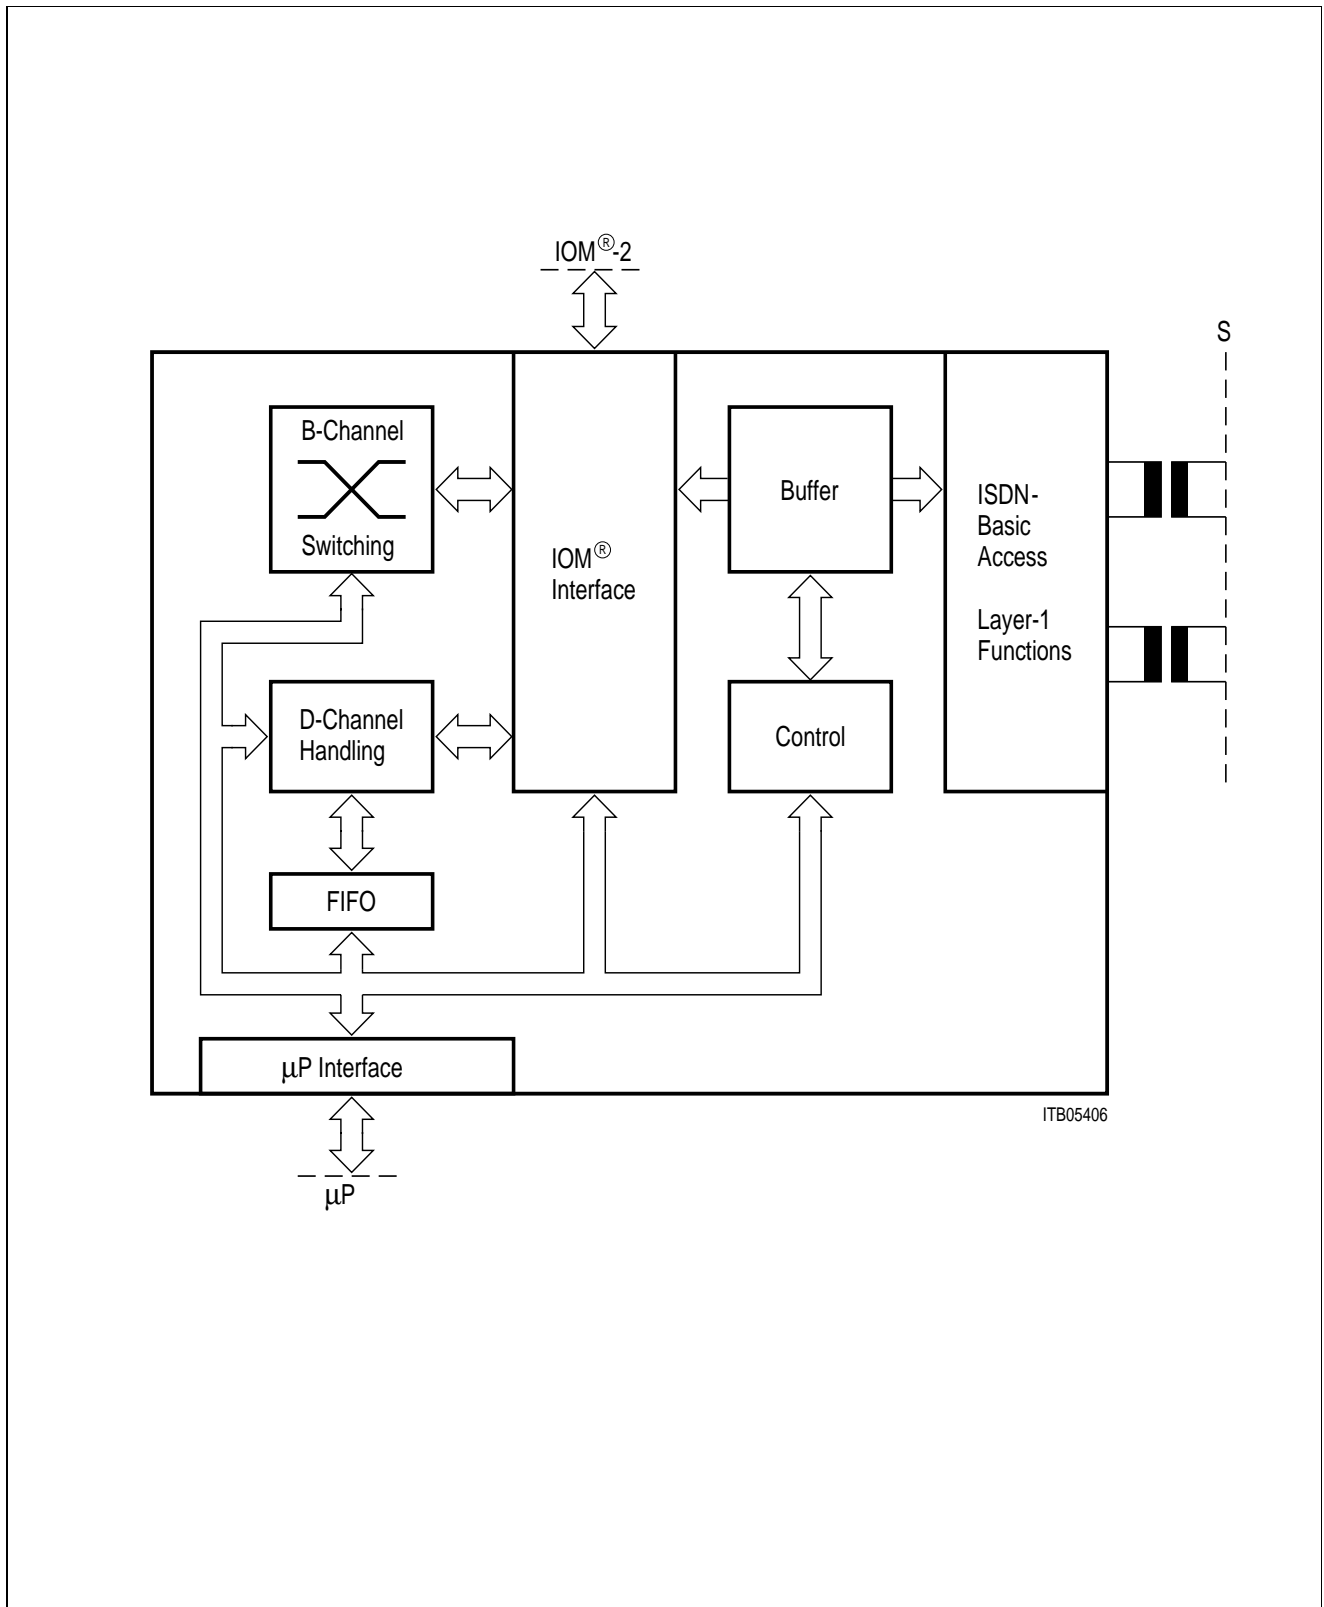 IOM®-2
S
B-Channel
Switching
IOM®
Interface
Buffer
ISDN-
Basic
Access
Layer-1
Functions
D-Channel
Handling
Control
FIFO
µP Interface
ITB05406
µP